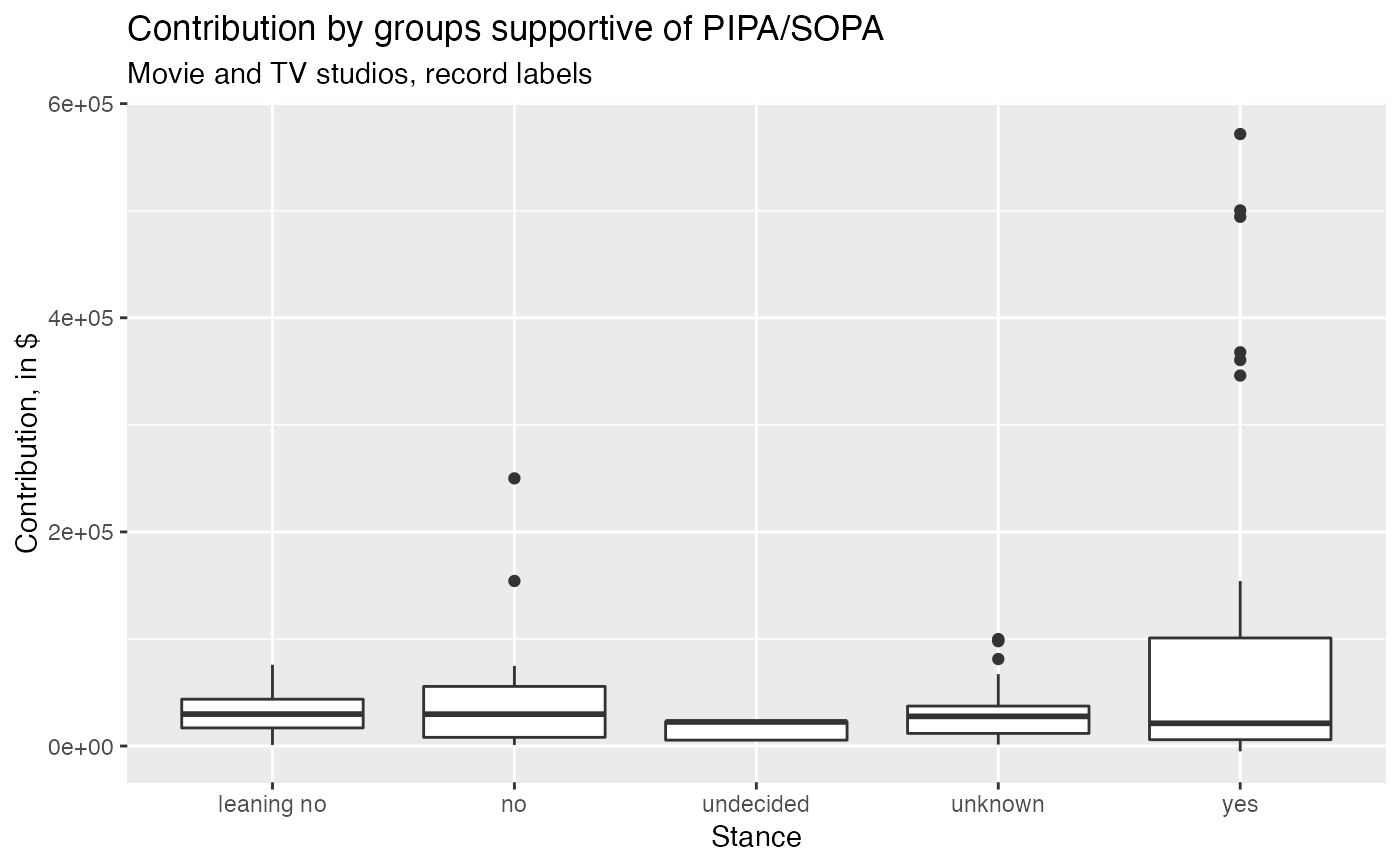 Contribution by groups supportive of PIPA/SOPA
Movie and TV studios, record labels
6e+05
4e+05
2e+05
0e+00
Contribution, in $
leaning no
no
undecided
unknown
yes
Stance